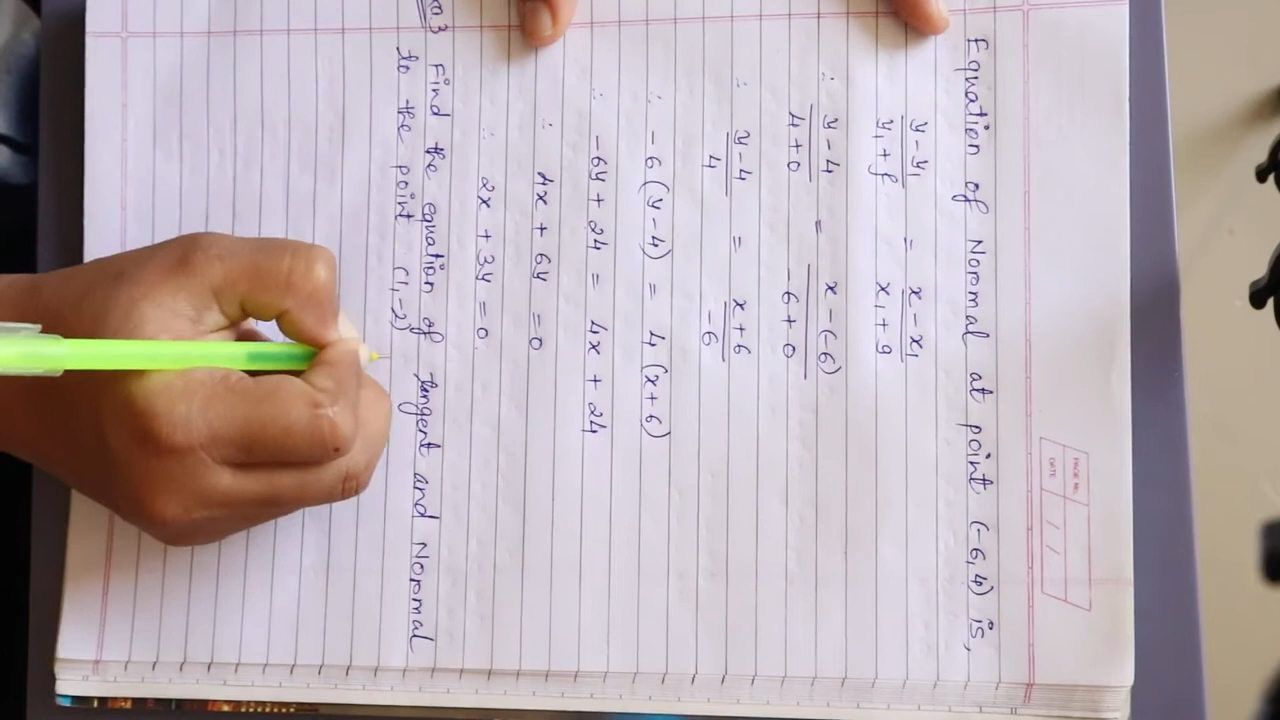 PAGE NO.
DATE / /
Equation of Normal at point (-6,4) is,
y-y₁/y₁+f = x-x₁/x₁+g
∴ y-4/4+0 = x-(-6)/-6+0
∴ y-4/4 = x+6/-6
∴ -6(y-4) = 4(x+6)
∴ -6y+24 = 4x+24
∴ 4x+6y=0
∴ 2x+3y=0.
3 Find the equation of tangent and Normal
to the point (1,-2)